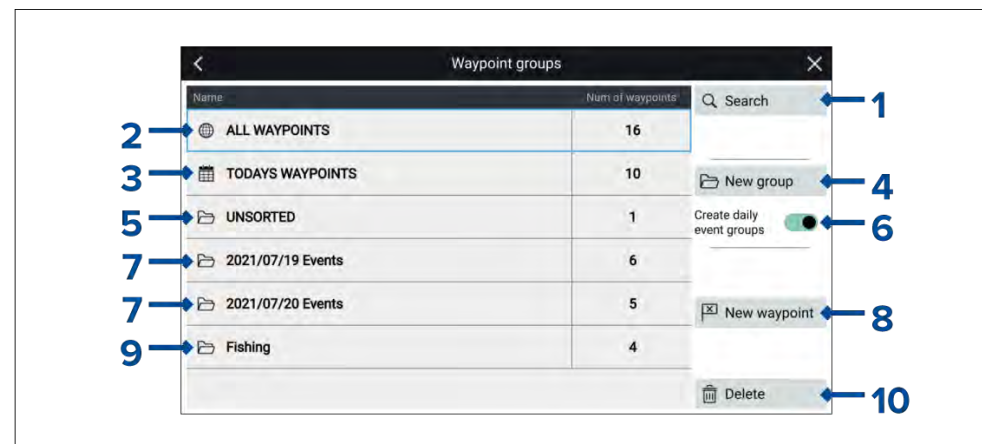 Waypoint groups
Name Num of waypoints
Search 1
2 ALL WAYPOINTS 16
3 TODAYS WAYPOINTS 10
New group 4
5 UNSORTED 1
Create daily
event groups 6
7 2021/07/19 Events 6
7 2021/07/20 Events 5
New waypoint 8
9 Fishing 4
Delete 10